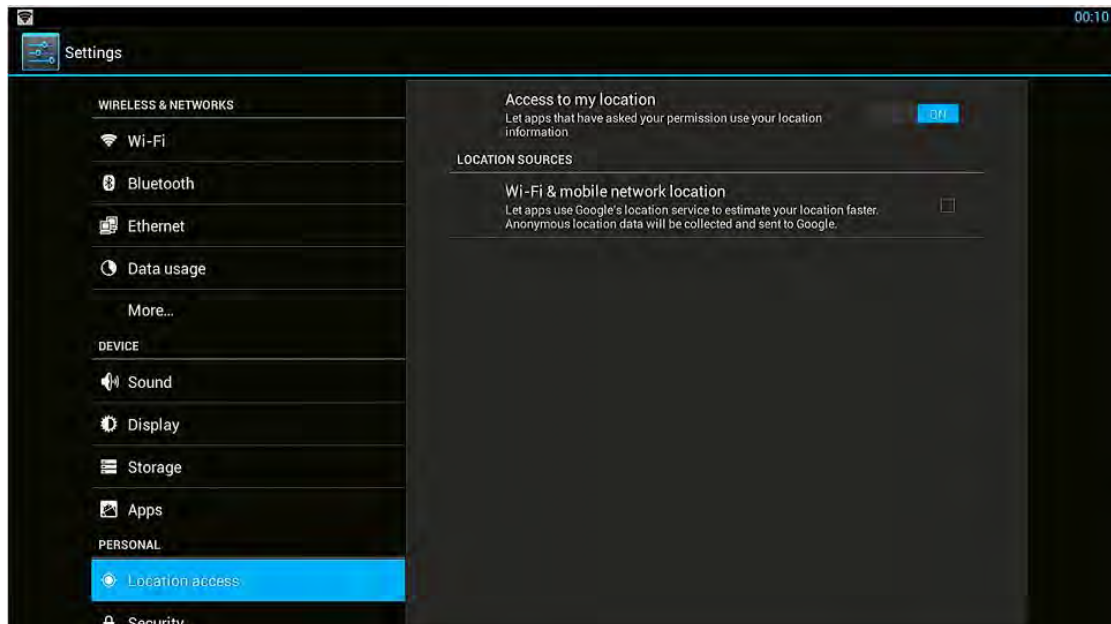 00:10
Settings
WIRELESS & NETWORKS
Wi-Fi
Bluetooth
Ethernet
Data usage
More...
DEVICE
Sound
Display
Storage
Apps
PERSONAL
Location access
Security
Access to my location
Let apps that have asked your permission use your location
information
ON
LOCATION SOURCES
Wi-Fi & mobile network location
Let apps use Google's location service to estimate your location faster.
Anonymous location data will be collected and sent to Google.